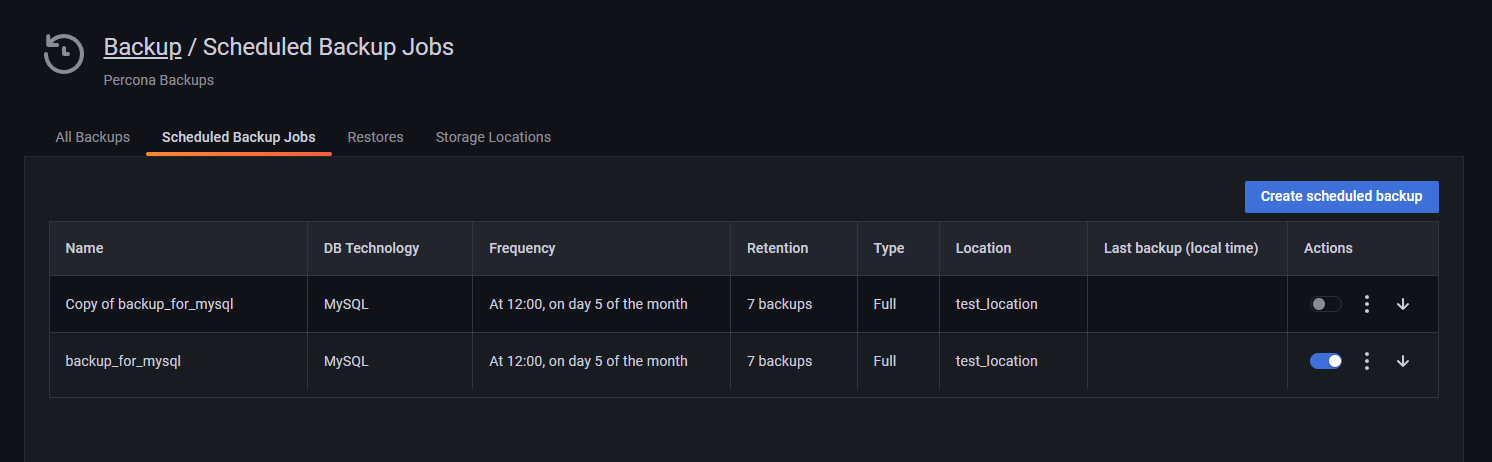 Backup / Scheduled Backup Jobs
Percona Backups
All Backups Scheduled Backup Jobs Restores Storage Locations
Create scheduled backup
Name DB Technology Frequency Retention Type Location Last backup (local time) Actions
Copy of backup_for_mysql MySQL At 12:00, on day 5 of the month 7 backups Full test_location
backup_for_mysql MySQL At 12:00, on day 5 of the month 7 backups Full test_location